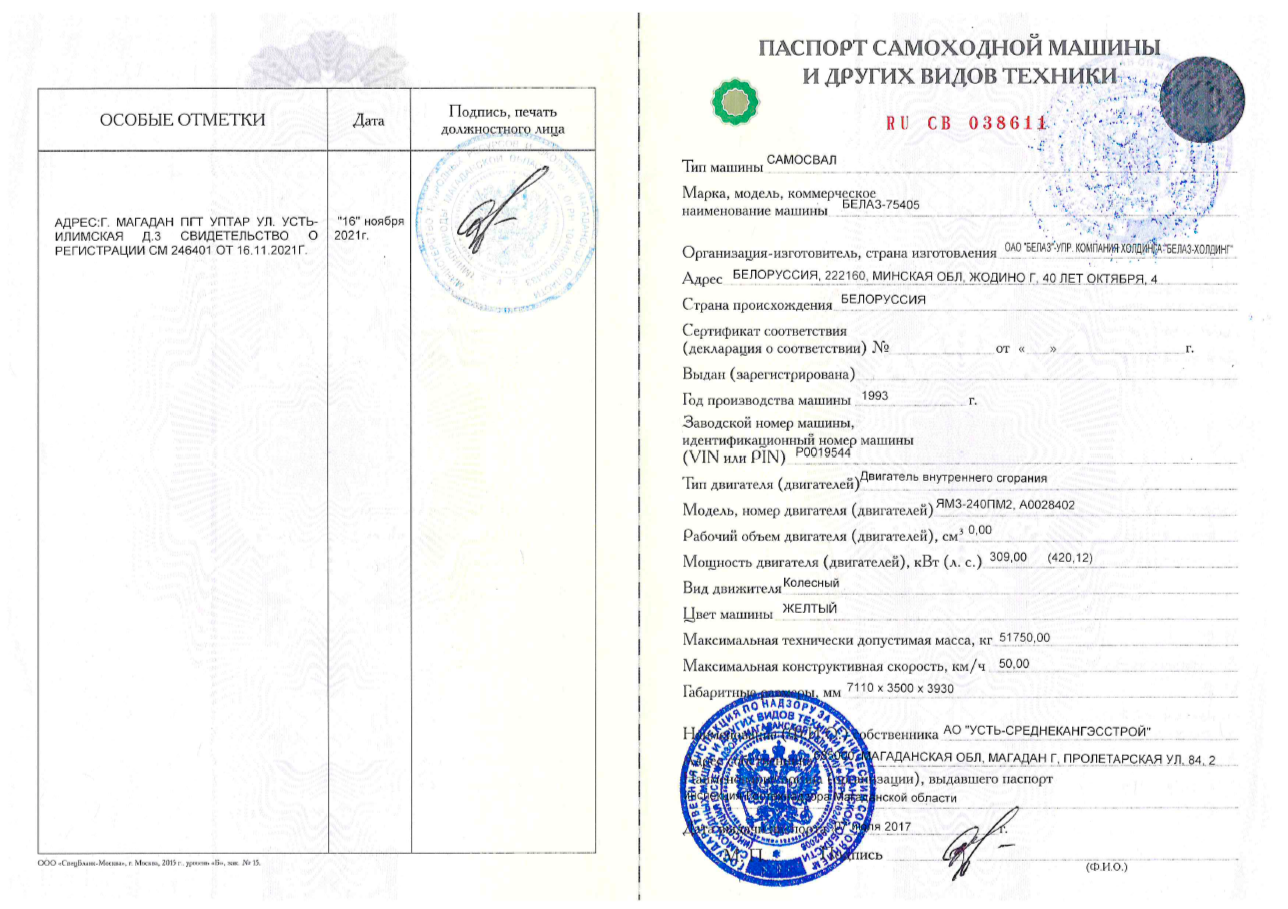 ОСОБЫЕ ОТМЕТКИ
Дата
Подпись, печать
должностного лица
АДРЕС:Г. МАГАДАН ПГТ УПТАР УЛ. УСТЬ-
ИЛИМСКАЯ Д.3 СВИДЕТЕЛЬСТВО О
РЕГИСТРАЦИИ СМ 246401 ОТ 16.11.2021Г.
"16" ноября
2021г.
ООО «СпецБланк-Москва», г. Москва, 2015 г., уровень «Б», зак. № 15.
ПАСПОРТ САМОХОДНОЙ МАШИНЫ
И ДРУГИХ ВИДОВ ТЕХНИКИ
RU СВ 038611
Тип машины САМОСВАЛ
Марка, модель, коммерческое
наименование машины БЕЛАЗ-75405
Организация-изготовитель, страна изготовления ОАО "БЕЛАЗ"-УПР. КОМПАНИЯ ХОЛДИНГА "БЕЛАЗ-ХОЛДИНГ"
Адрес БЕЛОРУССИЯ, 222160, МИНСКАЯ ОБЛ, ЖОДИНО Г, 40 ЛЕТ ОКТЯБРЯ, 4
Страна происхождения БЕЛОРУССИЯ
Сертификат соответствия
(декларация о соответствии) № от « » г.
Выдан (зарегистрирована)
Год производства машины 1993 г.
Заводской номер машины,
идентификационный номер машины
(VIN или PIN) Р0019544
Тип двигателя (двигателей) Двигатель внутреннего сгорания
Модель, номер двигателя (двигателей) ЯМЗ-240ПМ2, А0028402
Рабочий объем двигателя (двигателей), см³ 0,00
Мощность двигателя (двигателей), кВт (л. с.) 309,00 (420,12)
Вид движителя Колесный
Цвет машины ЖЕЛТЫЙ
Максимальная технически допустимая масса, кг 51750,00
Максимальная конструктивная скорость, км/ч 50,00
Габаритные размеры, мм 7110 х 3500 х 3930
собственника АО "УСТЬ-СРЕДНЕКАНГЭССТРОЙ"
МАГАДАНСКАЯ ОБЛ, МАГАДАН Г, ПРОЛЕТАРСКАЯ УЛ, 84, 2
выдавшего паспорт
Магаданской области
июля 2017 г.
М. П. Подпись
(Ф.И.О.)